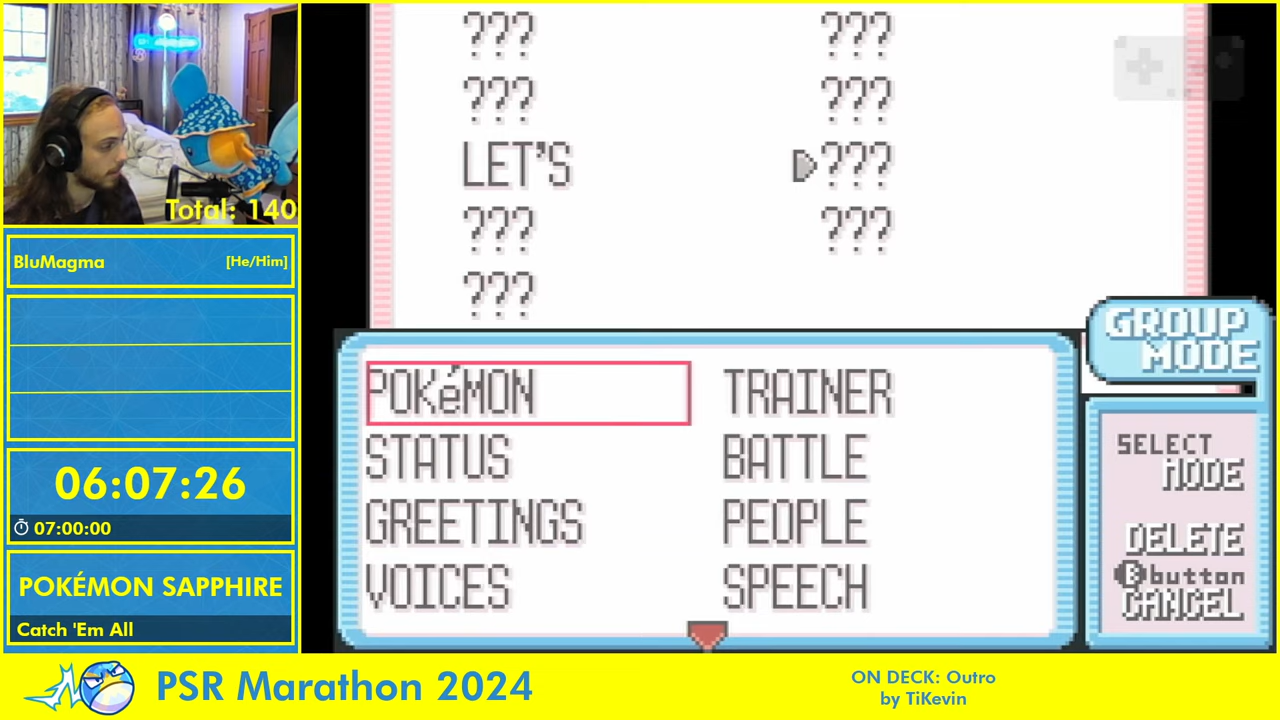 Total: 140
BluMagma [He/Him]
06:07:26
07:00:00
POKÉMON SAPPHIRE
Catch 'Em All
??? ???
??? ???
LET'S ???
??? ???
???
GROUP
MODE
POKéMON TRAINER
STATUS BATTLE
GREETINGS PEOPLE
VOICES SPEECH
SELECT
MODE
DELETE
B button
CANCEL
PSR Marathon 2024
ON DECK: Outro
by TiKevin